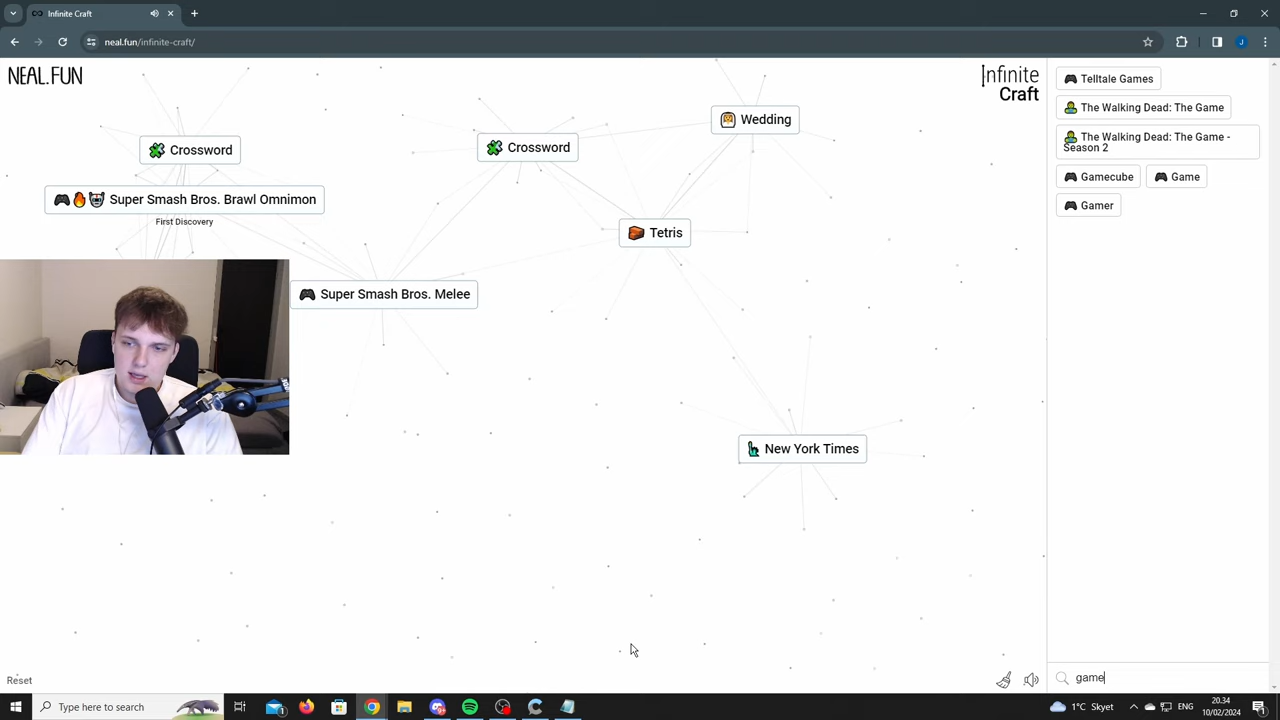 Infinite Craft
neal.fun/infinite-craft/
NEAL.FUN
Infinite
Craft
Crossword
Super Smash Bros. Brawl Omnimon
First Discovery
Crossword
Wedding
Tetris
Super Smash Bros. Melee
New York Times
Telltale Games
The Walking Dead: The Game
The Walking Dead: The Game -
Season 2
Gamecube
Game
Gamer
Reset
game
Type here to search
1°C Skyet
ENG
20.34
10/02/2024
1
J